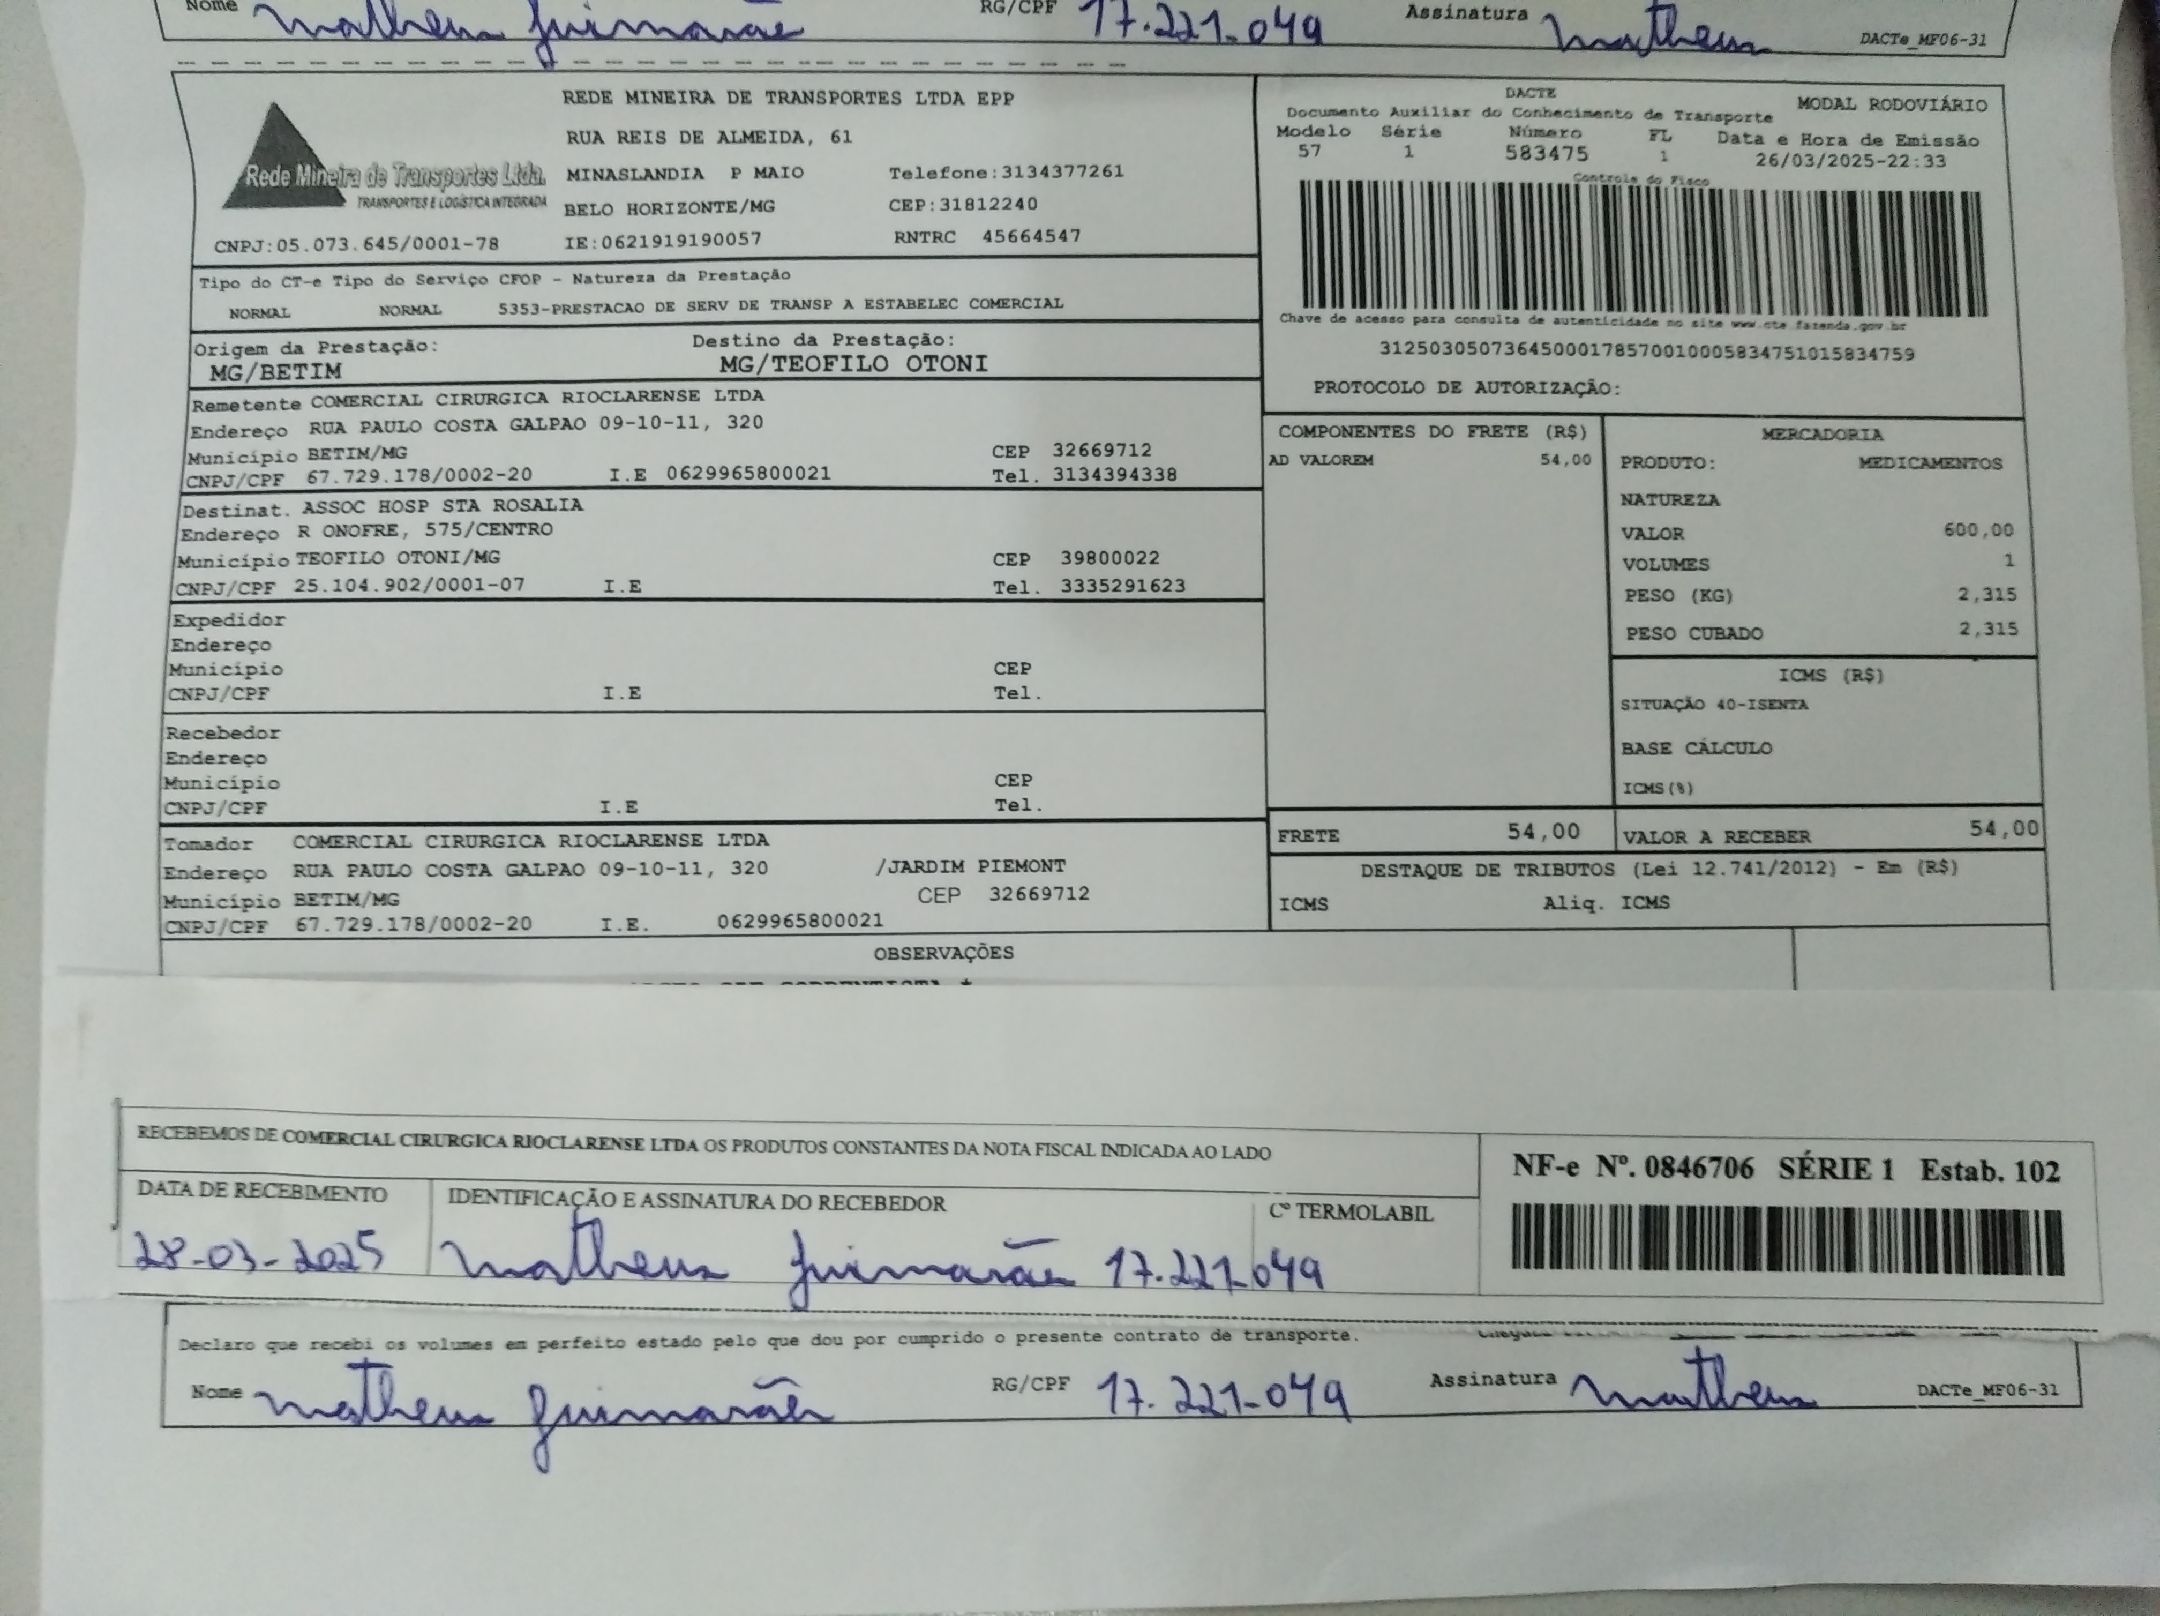 Nome Matheus Guimarães RG/CPF 17.221.049 Assinatura Matheus DACTe_MF06-31
Rede Mineira de Transportes Ltda.
TRANSPORTES E LOGÍSTICA INTEGRADA
REDE MINEIRA DE TRANSPORTES LTDA EPP
RUA REIS DE ALMEIDA, 61
MINASLANDIA P MAIO Telefone:3134377261
BELO HORIZONTE/MG CEP:31812240
CNPJ:05.073.645/0001-78 IE:0621919190057 RNTRC 45664547
DACTE
Documento Auxiliar do Conhecimento de Transporte MODAL RODOVIÁRIO
Modelo Série Número FL Data e Hora de Emissão
57 1 583475 1 26/03/2025-22:33
Controle do Fisco
Chave de acesso para consulta de autenticidade no site www.cte.fazenda.gov.br
31250305073645000178570010005834751015834759
PROTOCOLO DE AUTORIZAÇÃO:
Tipo do CT-e Tipo do Serviço CFOP - Natureza da Prestação
NORMAL NORMAL 5353-PRESTACAO DE SERV DE TRANSP A ESTABELEC COMERCIAL
Origem da Prestação: Destino da Prestação:
MG/BETIM MG/TEOFILO OTONI
Remetente COMERCIAL CIRURGICA RIOCLARENSE LTDA
Endereço RUA PAULO COSTA GALPAO 09-10-11, 320
Município BETIM/MG CEP 32669712
CNPJ/CPF 67.729.178/0002-20 I.E 0629965800021 Tel. 3134394338
Destinat. ASSOC HOSP STA ROSALIA
Endereço R ONOFRE, 575/CENTRO
Município TEOFILO OTONI/MG CEP 39800022
CNPJ/CPF 25.104.902/0001-07 I.E Tel. 3335291623
Expedidor
Endereço
Município CEP
CNPJ/CPF I.E Tel.
Recebedor
Endereço
Município CEP
CNPJ/CPF I.E Tel.
Tomador COMERCIAL CIRURGICA RIOCLARENSE LTDA
Endereço RUA PAULO COSTA GALPAO 09-10-11, 320 /JARDIM PIEMONT
Município BETIM/MG CEP 32669712
CNPJ/CPF 67.729.178/0002-20 I.E. 0629965800021
COMPONENTES DO FRETE (R$)
AD VALOREM 54,00
MERCADORIA
PRODUTO: MEDICAMENTOS
NATUREZA
VALOR 600,00
VOLUMES 1
PESO (KG) 2,315
PESO CUBADO 2,315
ICMS (R$)
SITUAÇÃO 40-ISENTA
BASE CÁLCULO
ICMS(%)
FRETE 54,00 VALOR A RECEBER 54,00
DESTAQUE DE TRIBUTOS (Lei 12.741/2012) - Em (R$)
ICMS Aliq. ICMS
OBSERVAÇÕES
RECEBEMOS DE COMERCIAL CIRURGICA RIOCLARENSE LTDA OS PRODUTOS CONSTANTES DA NOTA FISCAL INDICADA AO LADO
DATA DE RECEBIMENTO IDENTIFICAÇÃO E ASSINATURA DO RECEBEDOR Cº TERMOLABIL
28-03-2025 Matheus Guimarães 17.221.049
NF-e Nº. 0846706 SÉRIE 1 Estab. 102
Declaro que recebi os volumes em perfeito estado pelo que dou por cumprido o presente contrato de transporte.
Nome Matheus Guimarães RG/CPF 17.221-049 Assinatura Matheus DACTe_MF06-31